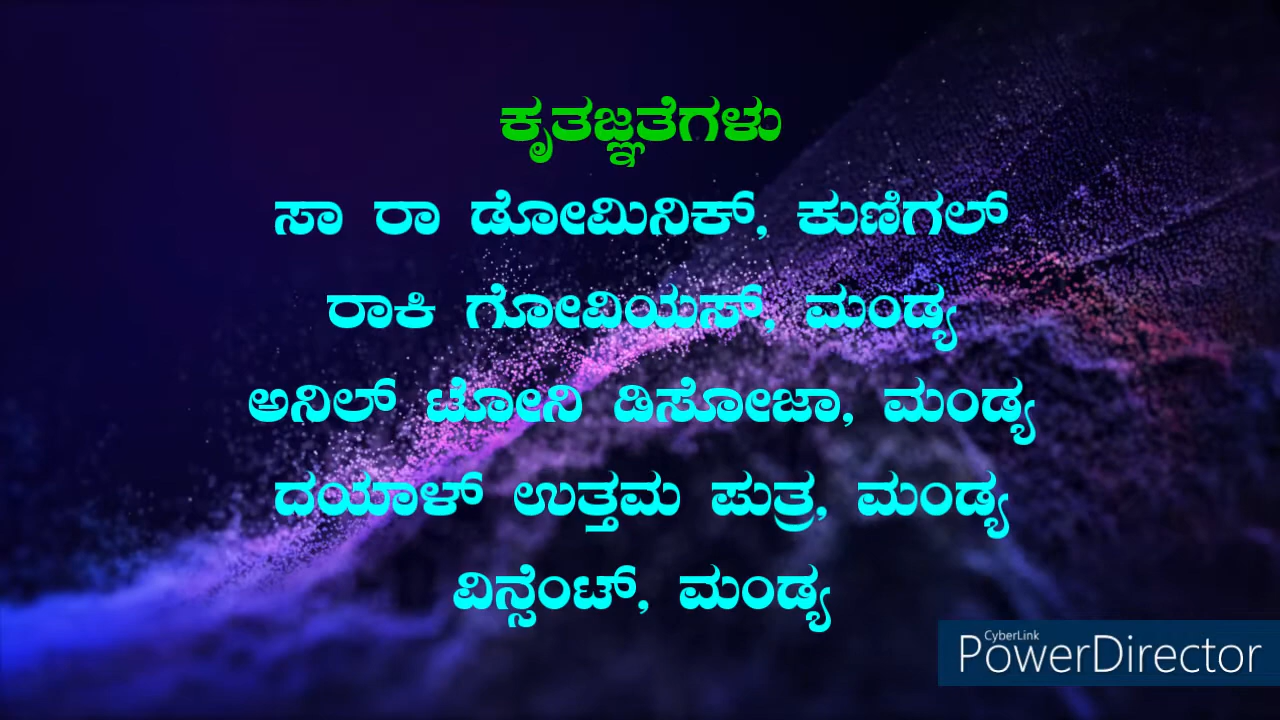 ಕೃತಜ್ಞತೆಗಳು
ಸಾ ರಾ ಡೋಮಿನಿಕ್, ಕುಣಿಗಲ್
ರಾಕಿ ಗೋವಿಯಸ್, ಮಂಡ್ಯ
ಅನಿಲ್ ಟೋನಿ ಡಿಸೋಜಾ, ಮಂಡ್ಯ
ದಯಾಳ್ ಉತ್ತಮ ಪುತ್ರ, ಮಂಡ್ಯ
ವಿನ್ಸೆಂಟ್, ಮಂಡ್ಯ
CyberLink
PowerDirector